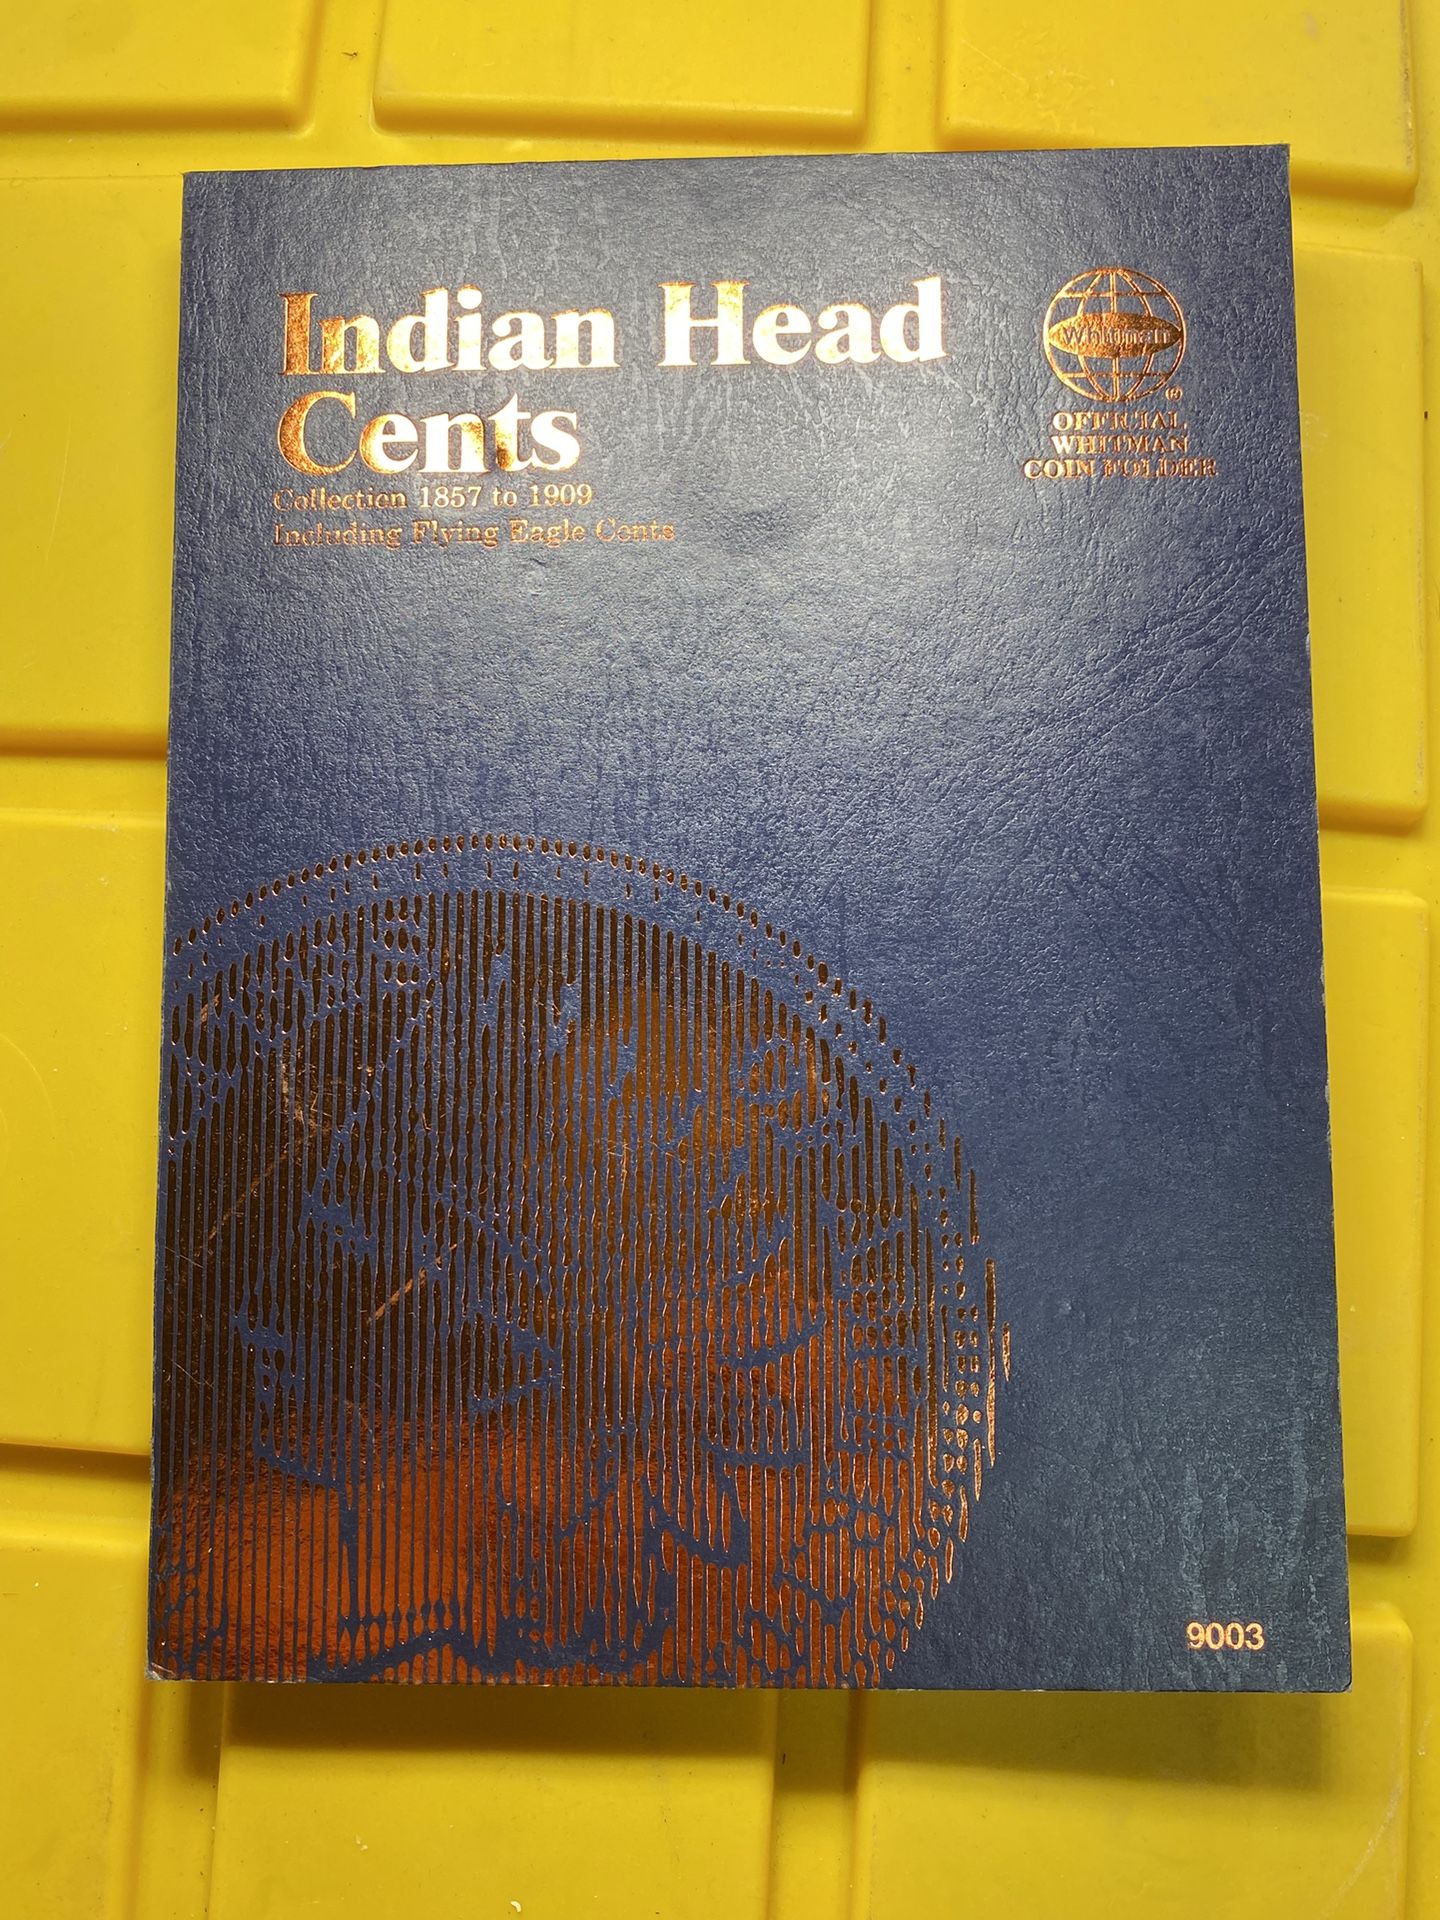 Indian Head
Cents
Collection 1857 to 1909
Including Flying Eagle Cents
Whitman
®
OFFICIAL
WHITMAN
COIN FOLDER
9003